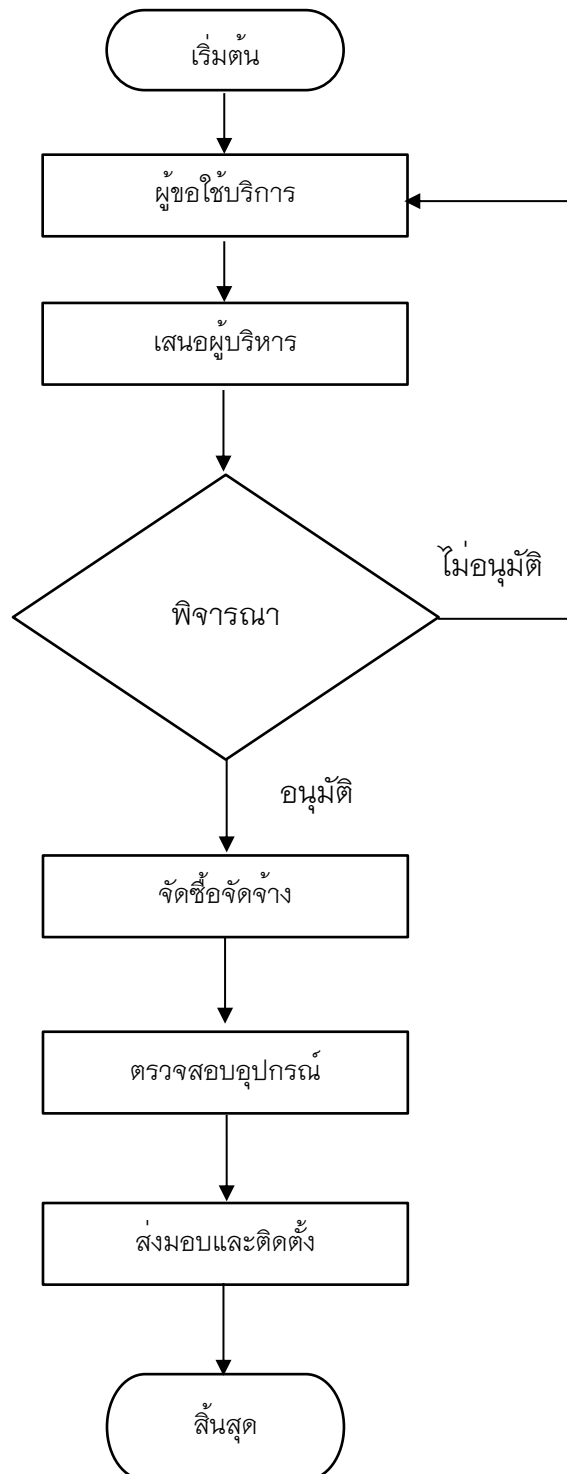 เริ่มต้น
ผู้ขอใช้บริการ
เสนอผู้บริหาร
ไม่อนุมัติ
พิจารณา
อนุมัติ
จัดซื้อจัดจ้าง
ตรวจสอบอุปกรณ์
ส่งมอบและติดตั้ง
สิ้นสุด